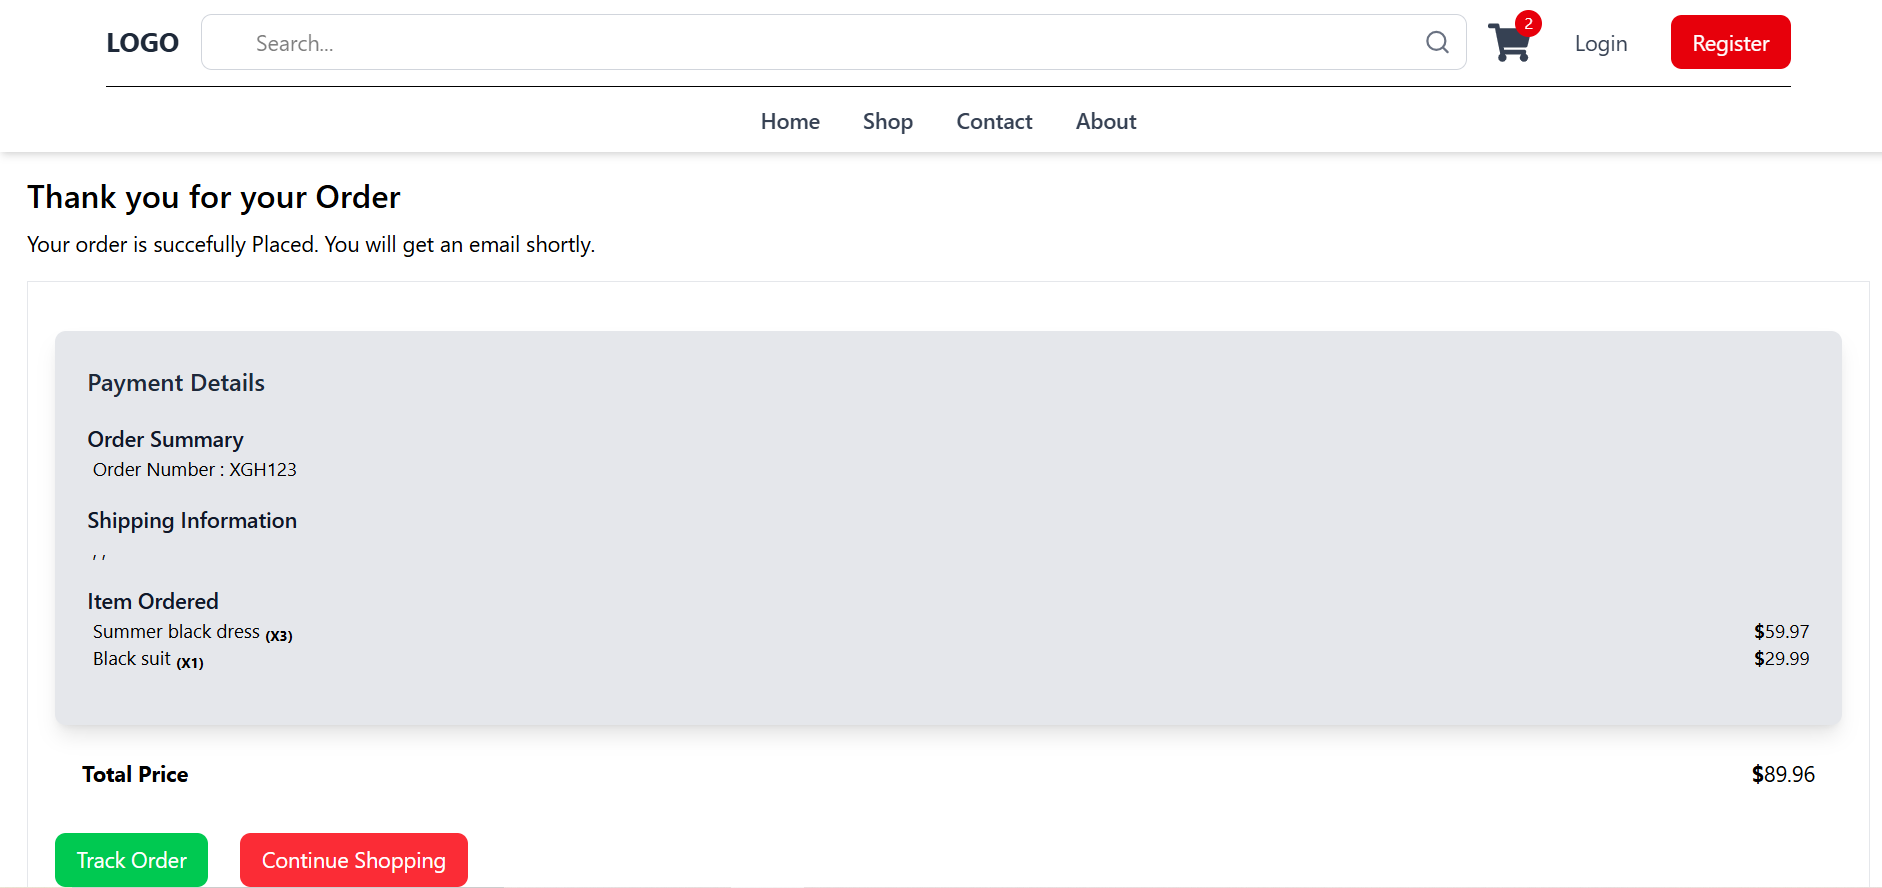 LOGO
Search...
2
Login
Register
Home
Shop
Contact
About
Thank you for your Order
Your order is succefully Placed. You will get an email shortly.
Payment Details
Order Summary
Order Number : XGH123
Shipping Information
, ,
Item Ordered
Summer black dress (X3) $59.97
Black suit (X1) $29.99
Total Price $89.96
Track Order
Continue Shopping